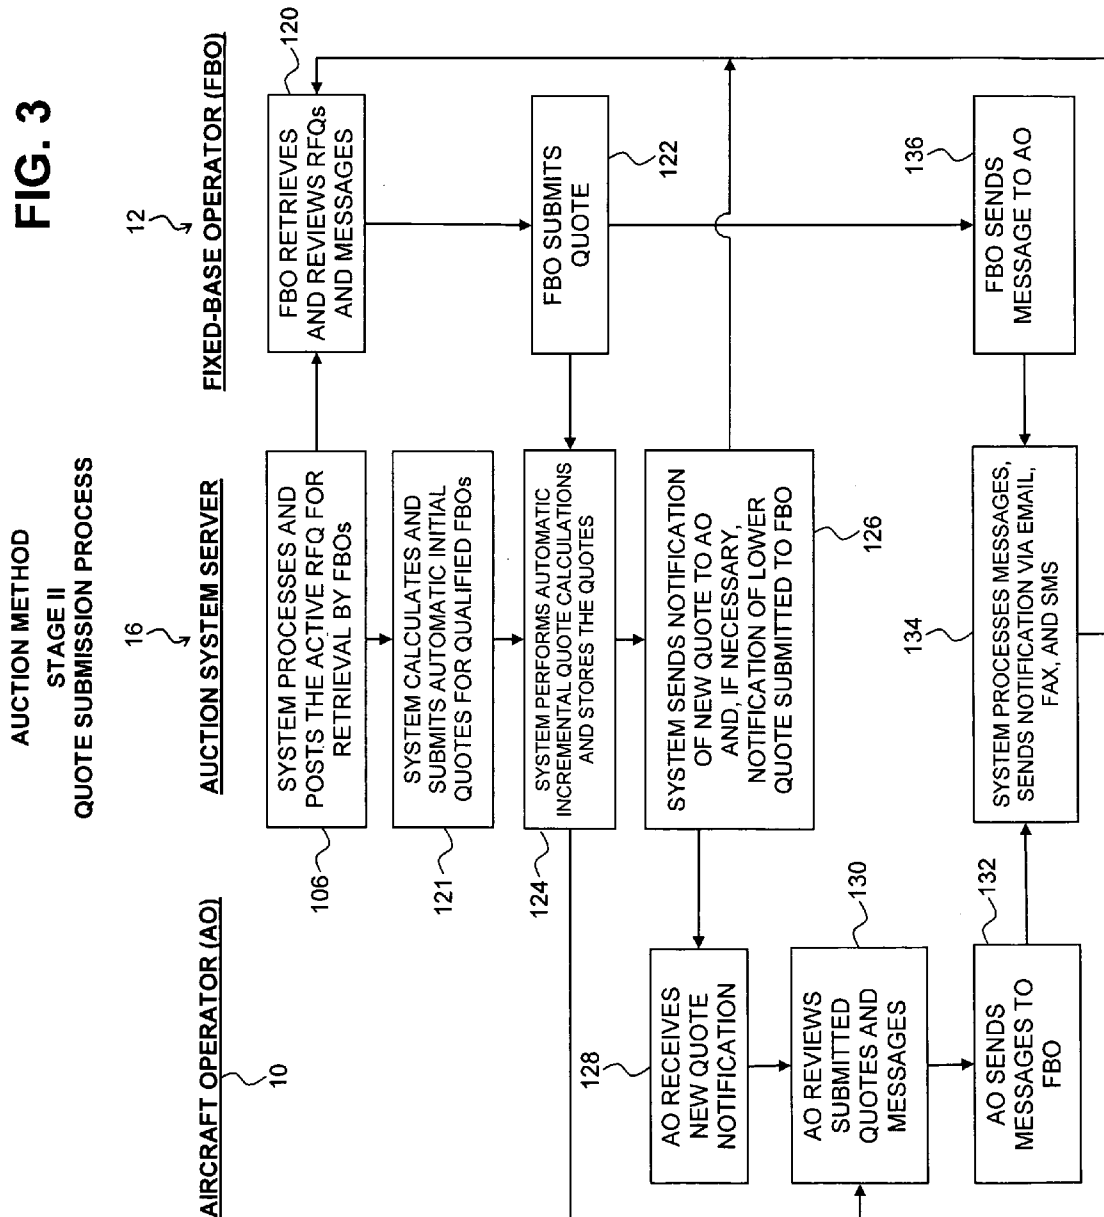 FIG. 3
AUCTION METHOD
STAGE II
QUOTE SUBMISSION PROCESS
10
AIRCRAFT OPERATOR (AO)
16
AUCTION SYSTEM SERVER
12
FIXED-BASE OPERATOR (FBO)
106
SYSTEM PROCESSES AND
POSTS THE ACTIVE RFQ FOR
RETRIEVAL BY FBOs
120
FBO RETRIEVES
AND REVIEWS RFQs
AND MESSAGES
121
SYSTEM CALCULATES AND
SUBMITS AUTOMATIC INITIAL
QUOTES FOR QUALIFIED FBOs
122
FBO SUBMITS
QUOTE
124
SYSTEM PERFORMS AUTOMATIC
INCREMENTAL QUOTE CALCULATIONS
AND STORES THE QUOTES
126
SYSTEM SENDS NOTIFICATION
OF NEW QUOTE TO AO
AND, IF NECESSARY,
NOTIFICATION OF LOWER
QUOTE SUBMITTED TO FBO
128
AO RECEIVES
NEW QUOTE
NOTIFICATION
130
AO REVIEWS
SUBMITTED
QUOTES AND
MESSAGES
132
AO SENDS
MESSAGES TO
FBO
134
SYSTEM PROCESSES MESSAGES,
SENDS NOTIFICATION VIA EMAIL,
FAX, AND SMS
136
FBO SENDS
MESSAGE TO AO